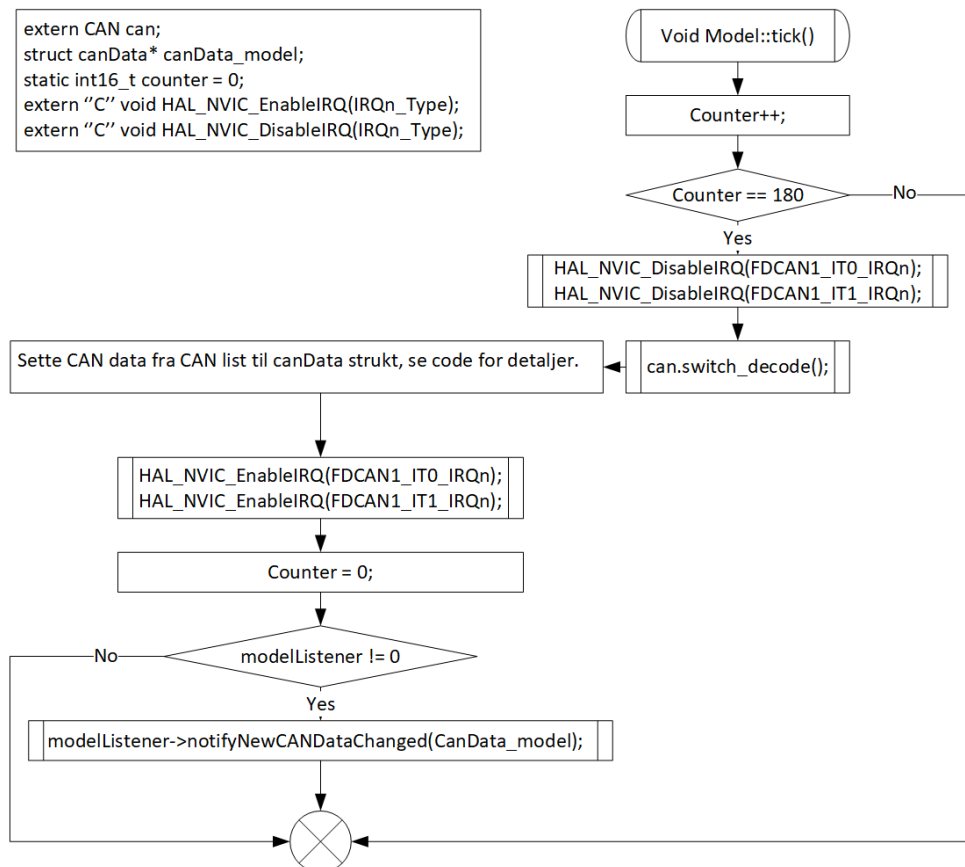 extern CAN can;
struct canData* canData_model;
static int16_t counter = 0;
extern ‘’C’’ void HAL_NVIC_EnableIRQ(IRQn_Type);
extern ‘’C’’ void HAL_NVIC_DisableIRQ(IRQn_Type);
Void Model::tick()
Counter++;
Counter == 180
No
Yes
HAL_NVIC_DisableIRQ(FDCAN1_IT0_IRQn);
HAL_NVIC_DisableIRQ(FDCAN1_IT1_IRQn);
can.switch_decode();
Sette CAN data fra CAN list til canData strukt, se code for detaljer.
HAL_NVIC_EnableIRQ(FDCAN1_IT0_IRQn);
HAL_NVIC_EnableIRQ(FDCAN1_IT1_IRQn);
Counter = 0;
modelListener != 0
No
Yes
modelListener->notifyNewCANDataChanged(CanData_model);